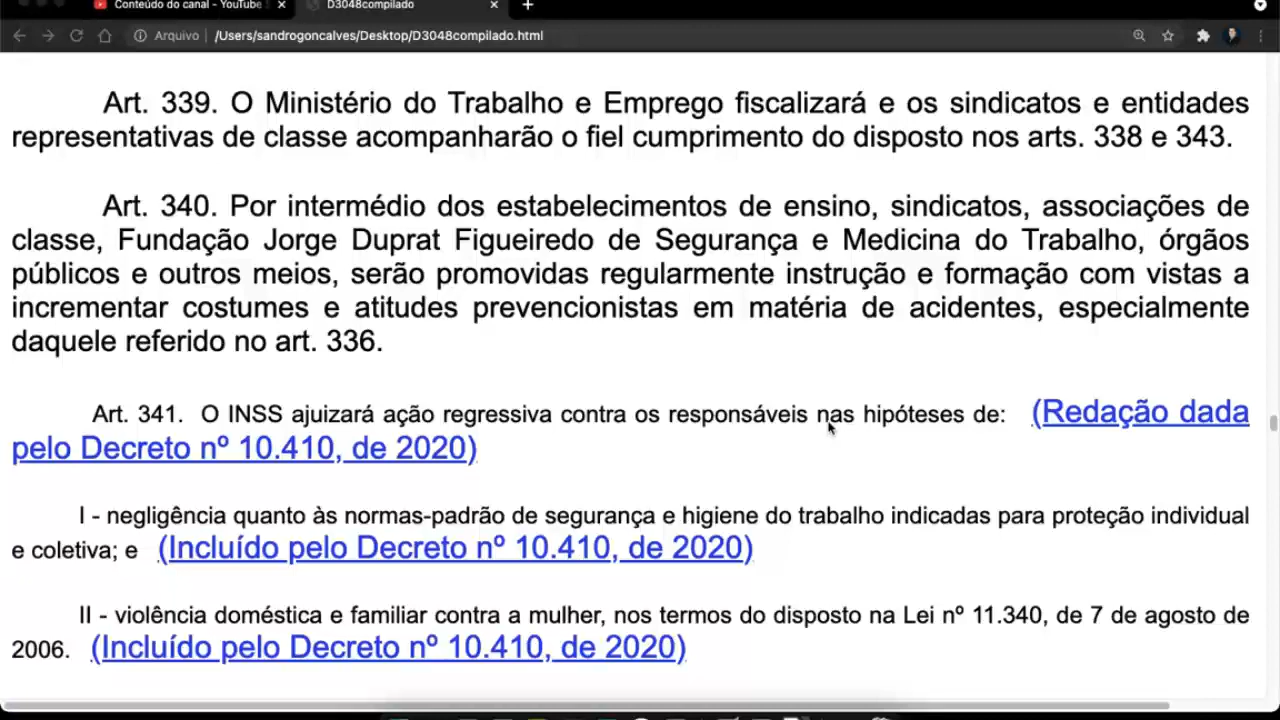 Conteúdo do canal - YouTube
D3048compilado
Arquivo | /Users/sandrogoncalves/Desktop/D3048compilado.html
Art. 339. O Ministério do Trabalho e Emprego fiscalizará e os sindicatos e entidades
representativas de classe acompanharão o fiel cumprimento do disposto nos arts. 338 e 343.
Art. 340. Por intermédio dos estabelecimentos de ensino, sindicatos, associações de
classe, Fundação Jorge Duprat Figueiredo de Segurança e Medicina do Trabalho, órgãos
públicos e outros meios, serão promovidas regularmente instrução e formação com vistas a
incrementar costumes e atitudes prevencionistas em matéria de acidentes, especialmente
daquele referido no art. 336.
Art. 341. O INSS ajuizará ação regressiva contra os responsáveis nas hipóteses de: (Redação dada
pelo Decreto nº 10.410, de 2020)
I - negligência quanto às normas-padrão de segurança e higiene do trabalho indicadas para proteção individual
e coletiva; e (Incluído pelo Decreto nº 10.410, de 2020)
II - violência doméstica e familiar contra a mulher, nos termos do disposto na Lei nº 11.340, de 7 de agosto de
2006. (Incluído pelo Decreto nº 10.410, de 2020)